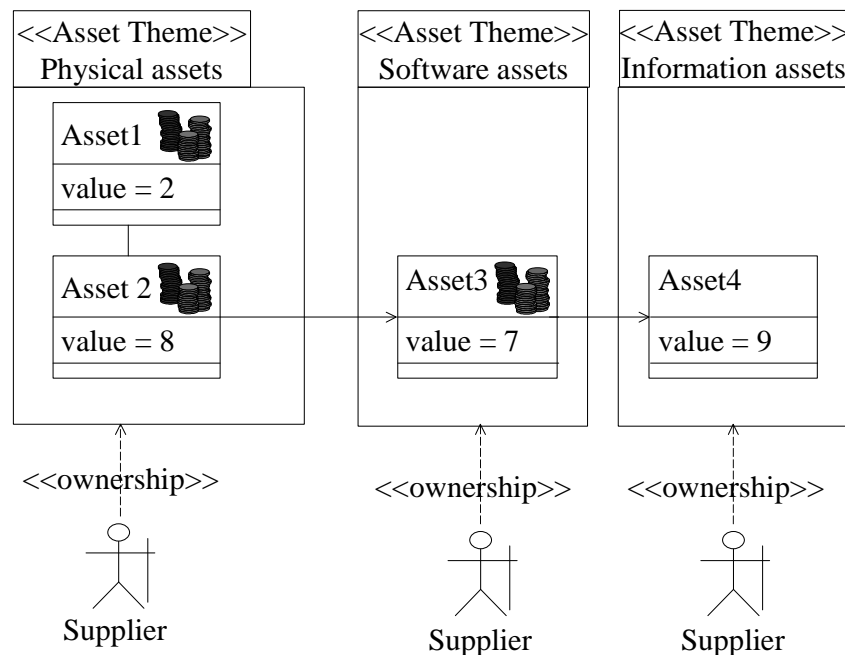 <<Asset Theme>>
Physical assets
Asset1
value = 2
Asset 2
value = 8
<<ownership>>
Supplier
<<Asset Theme>>
Software assets
Asset3
value = 7
<<ownership>>
Supplier
<<Asset Theme>>
Information assets
Asset4
value = 9
<<ownership>>
Supplier